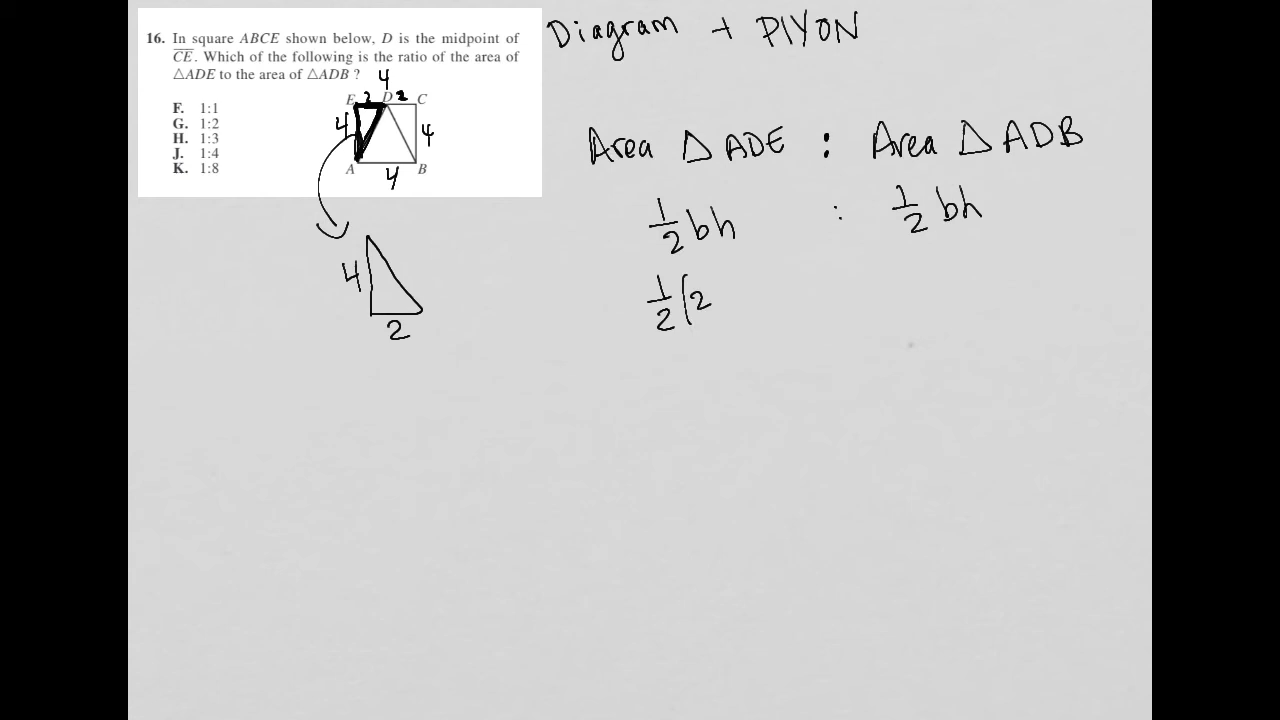 16. In square ABCE shown below, D is the midpoint of
CE. Which of the following is the ratio of the area of
△ADE to the area of △ADB ?
4
E 2 D 2 C
4 4
A 4 B
F. 1:1
G. 1:2
H. 1:3
J. 1:4
K. 1:8
4
2
Diagram + PIYON
Area △ ADE : Area △ ADB
1/2 bh : 1/2 bh
1/2 (2